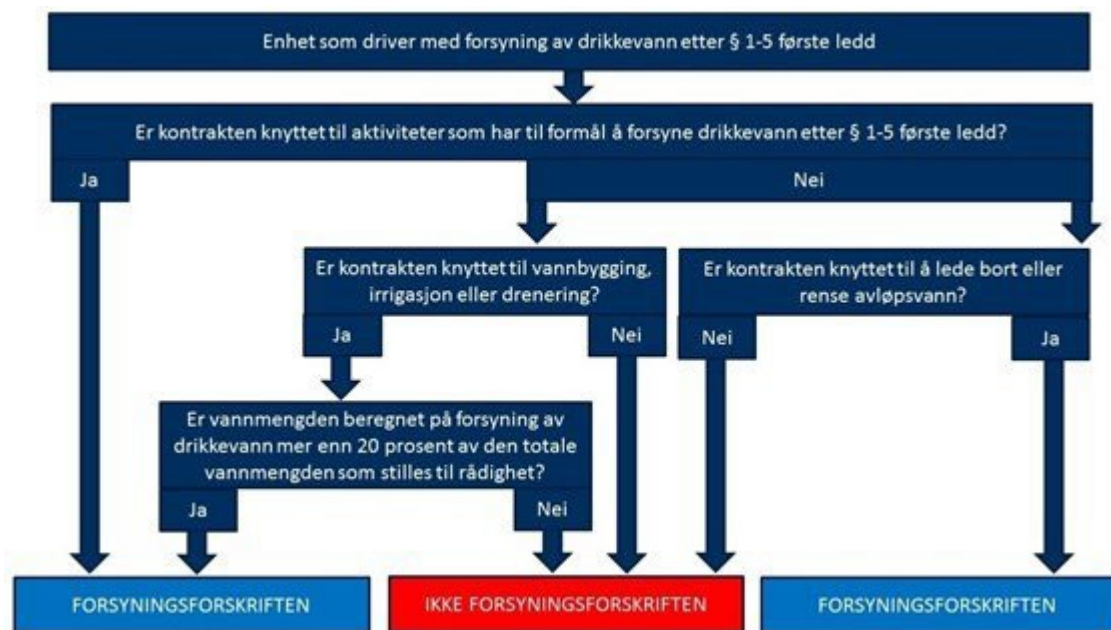 Enhet som driver med forsyning av drikkevann etter § 1-5 første ledd
Er kontrakten knyttet til aktiviteter som har til formål å forsyne drikkevann etter § 1-5 første ledd?
Ja
Nei
Er kontrakten knyttet til vannbygging,
irrigasjon eller drenering?
Er kontrakten knyttet til å lede bort eller
rense avløpsvann?
Ja
Nei
Nei
Ja
Er vannmengden beregnet på forsyning av
drikkevann mer enn 20 prosent av den totale
vannmengden som stilles til rådighet?
Ja
Nei
FORSYNINGSFORSKRIFTEN
IKKE FORSYNINGSFORSKRIFTEN
FORSYNINGSFORSKRIFTEN